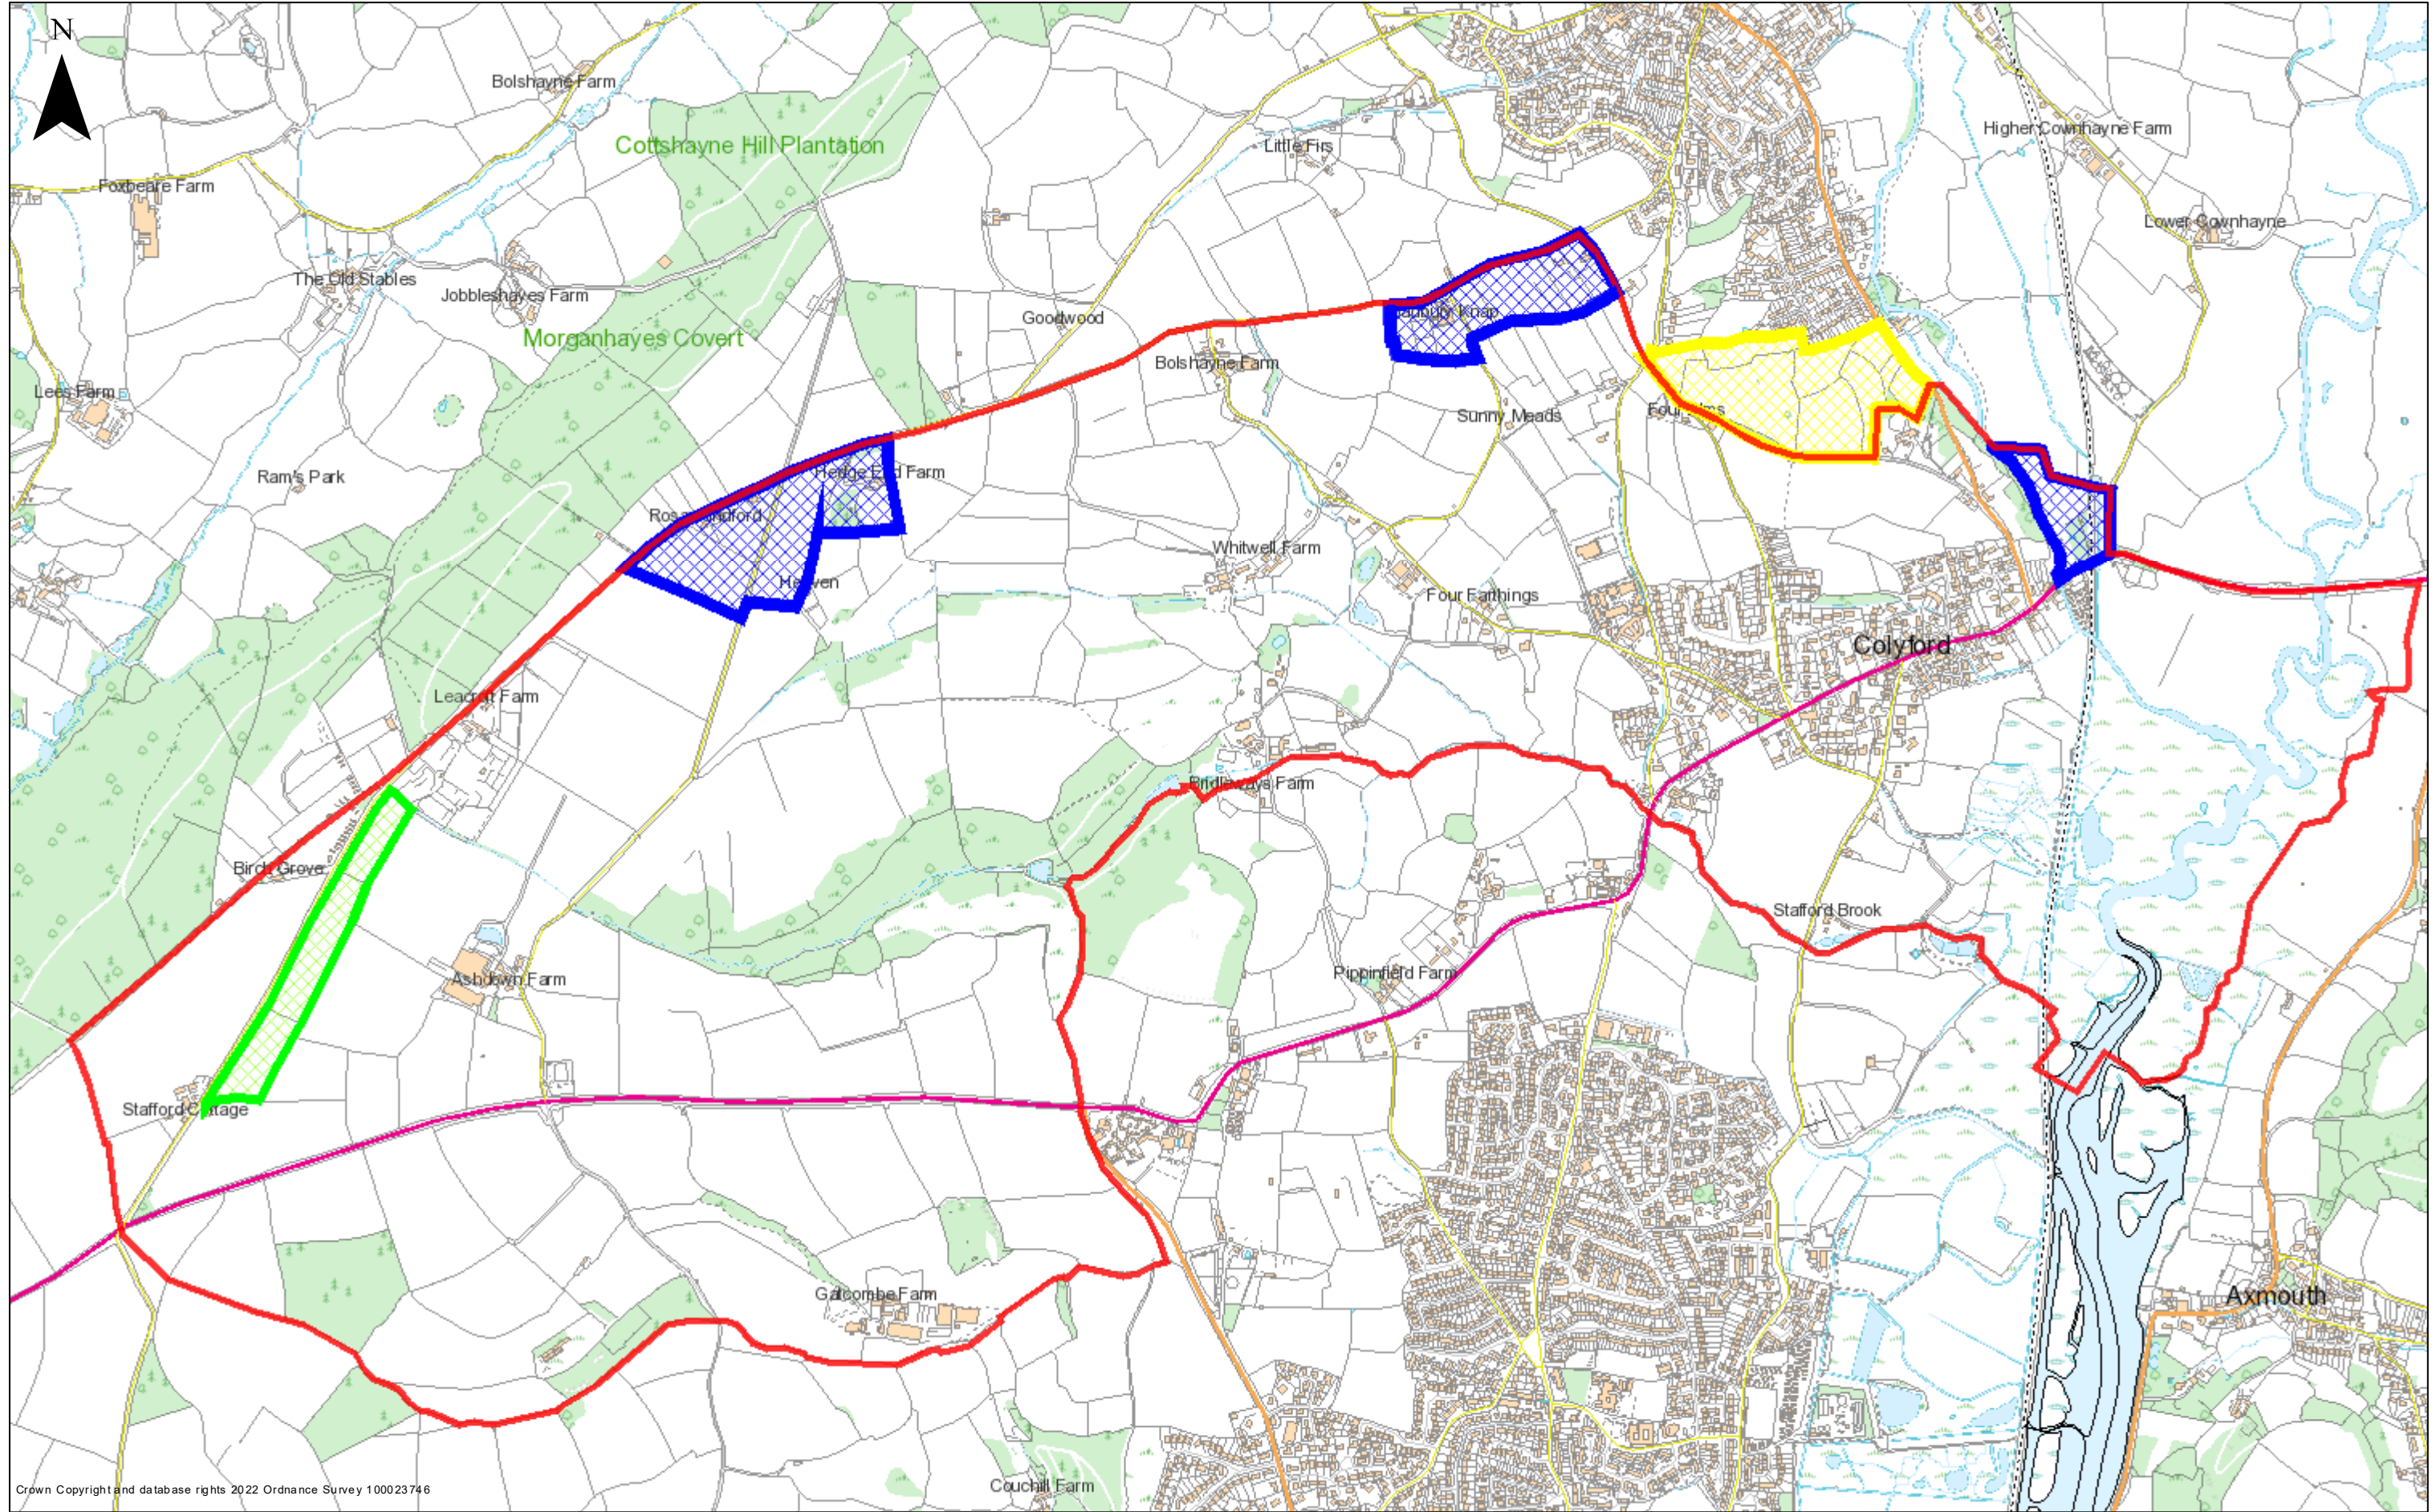 N
Bolshayne Farm
Higher Cownhayne Farm
Cottshayne Hill Plantation
Little Firs
Foxbeare Farm
Lower Cownhayne
The Old Stables
Jobbleshayes Farm
Goodwood
Morganhayes Covert
Bolshayne Farm
Lees Farm
Sunny Meads
Hedge End Farm
Ram's Park
Whitwell Farm
Four Farthings
Colyford
Leacroft Farm
Bridleways Farm
Birch Grove
Stafford Brook
Pippinfield Farm
Ashdown Farm
Stafford Cottage
Gatcombe Farm
Axmouth
Couchill Farm
Crown Copyright and database rights 2022 Ordnance Survey 100023746